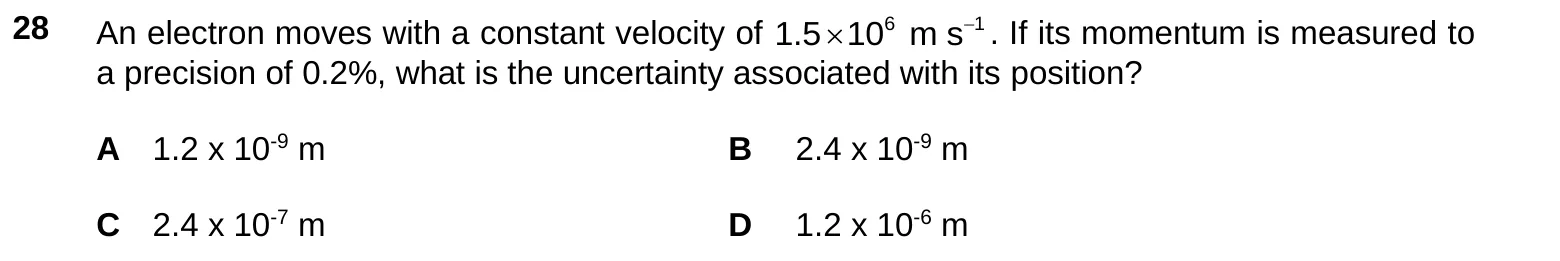 28 An electron moves with a constant velocity of 1.5×10⁶ m s⁻¹. If its momentum is measured to
a precision of 0.2%, what is the uncertainty associated with its position?
A 1.2 x 10⁻⁹ m B 2.4 x 10⁻⁹ m
C 2.4 x 10⁻⁷ m D 1.2 x 10⁻⁶ m